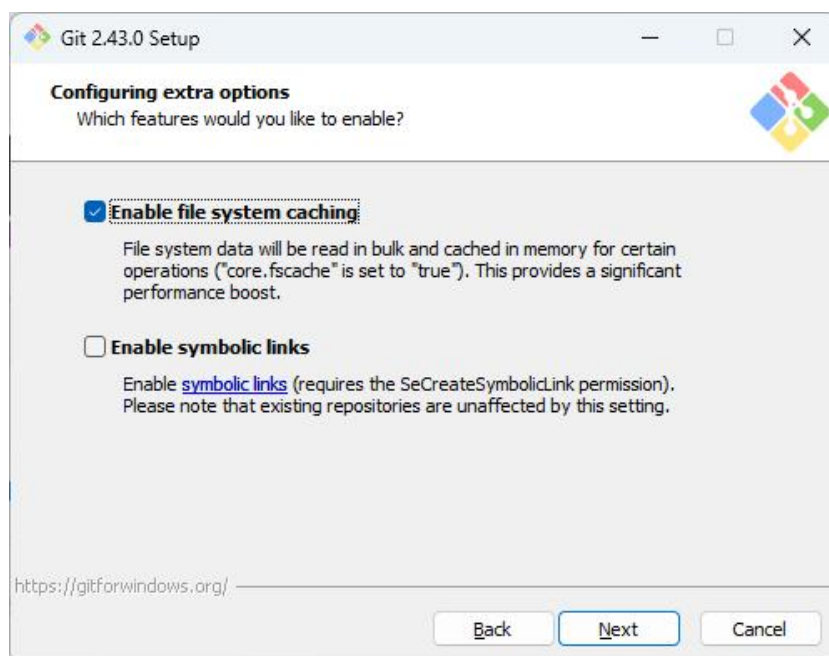 Git 2.43.0 Setup
Configuring extra options
Which features would you like to enable?
Enable file system caching
File system data will be read in bulk and cached in memory for certain
operations ("core.fscache" is set to "true"). This provides a significant
performance boost.
Enable symbolic links
Enable symbolic links (requires the SeCreateSymbolicLink permission).
Please note that existing repositories are unaffected by this setting.
https://gitforwindows.org/
Back Next Cancel